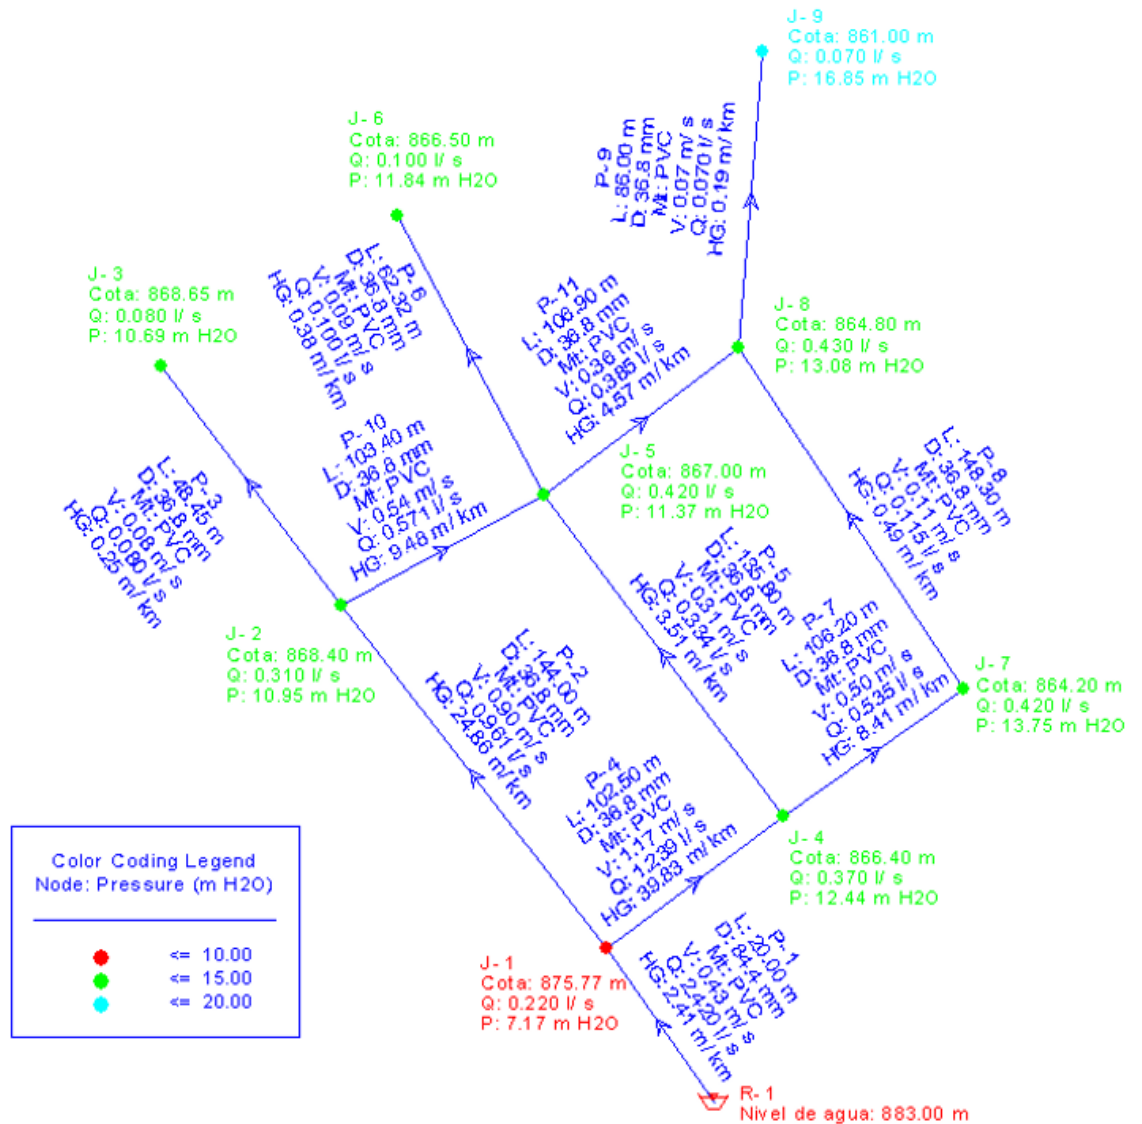 J-9
Cota: 861.00 m
Q: 0.070 l/s
P: 16.85 m H2O
P-9
L: 86.00 m
D: 36.8 mm
Mt: PVC
V: 0.07 m/s
Q: 0.070 l/s
HG: 0.19 m/km
J-6
Cota: 866.50 m
Q: 0.100 l/s
P: 11.84 m H2O
P-6
L: 62.32 m
D: 36.8 mm
Mt: PVC
V: 0.09 m/s
Q: 0.100 l/s
HG: 0.38 m/km
J-3
Cota: 868.65 m
Q: 0.080 l/s
P: 10.69 m H2O
P-11
L: 106.90 m
D: 36.8 mm
Mt: PVC
V: 0.36 m/s
Q: 0.385 l/s
HG: 4.57 m/km
J-8
Cota: 864.80 m
Q: 0.430 l/s
P: 13.08 m H2O
P-10
L: 103.40 m
D: 36.8 mm
Mt: PVC
V: 0.54 m/s
Q: 0.571 l/s
HG: 9.48 m/km
J-5
Cota: 867.00 m
Q: 0.420 l/s
P: 11.37 m H2O
P-8
L: 148.30 m
D: 36.8 mm
Mt: PVC
V: 0.11 m/s
Q: 0.115 l/s
HG: 0.49 m/km
P-3
L: 48.45 m
D: 36.8 mm
Mt: PVC
V: 0.08 m/s
Q: 0.080 l/s
HG: 0.25 m/km
P-5
L: 135.80 m
D: 36.8 mm
Mt: PVC
V: 0.31 m/s
Q: 0.334 l/s
HG: 3.51 m/km
P-7
L: 106.20 m
D: 36.8 mm
Mt: PVC
V: 0.50 m/s
Q: 0.535 l/s
HG: 8.41 m/km
J-2
Cota: 868.40 m
Q: 0.310 l/s
P: 10.95 m H2O
P-2
L: 144.00 m
D: 36.8 mm
Mt: PVC
V: 0.90 m/s
Q: 0.961 l/s
HG: 24.86 m/km
J-7
Cota: 864.20 m
Q: 0.420 l/s
P: 13.75 m H2O
P-4
L: 102.50 m
D: 36.8 mm
Mt: PVC
V: 1.17 m/s
Q: 1.239 l/s
HG: 39.83 m/km
J-4
Cota: 866.40 m
Q: 0.370 l/s
P: 12.44 m H2O
Color Coding Legend
Node: Pressure (m H2O)
<= 10.00
<= 15.00
<= 20.00
J-1
Cota: 875.77 m
Q: 0.220 l/s
P: 7.17 m H2O
P-1
L: 20.00 m
D: 84.4 mm
Mt: PVC
V: 0.43 m/s
Q: 2.420 l/s
HG: 2.41 m/km
R-1
Nivel de agua: 883.00 m